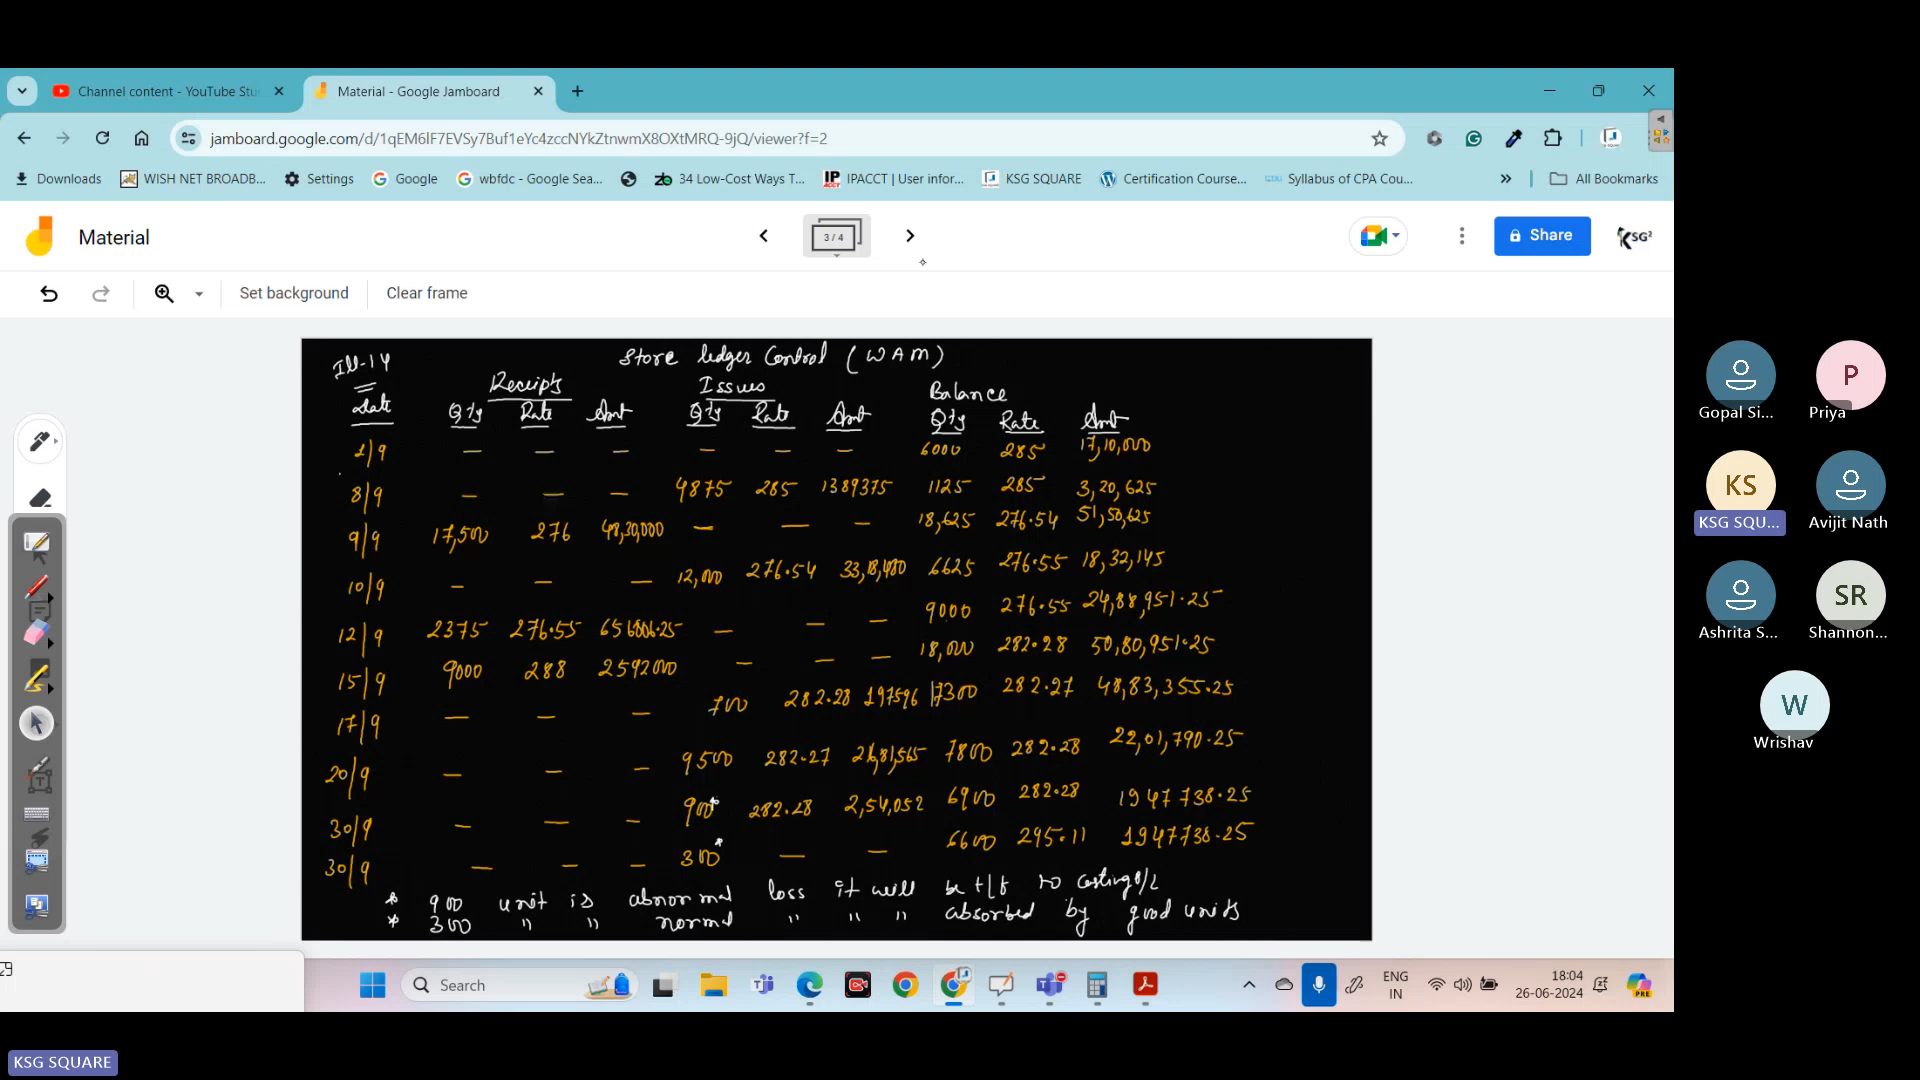 Channel content - YouTube Stu
Material - Google Jamboard
jamboard.google.com/d/1qEM6lF7EVSy7Buf1eYc4zccNYkZtnwmX8OXtMRQ-9jQ/viewer?f=2
Downloads WISH NET BROADB... Settings Google wbfdc - Google Sea... 34 Low-Cost Ways T... IPACCT | User infor... KSG SQUARE Certification Course... Syllabus of CPA Cou... » All Bookmarks
Material 3 / 4 Share KSG²
Set background Clear frame
Ill-14 Store ledger Control (WAM)
Receipts Issues Balance
Date Qty Rate Amt Qty Rate Amt Qty Rate Amt
1/9 — — — — — — 6000 285 17,10,000
8/9 — — — 4875 285 1389375 1125 285 3,20,625
9/9 17,500 276 48,30,000 — — — 18,625 276.54 51,50,625
10/9 — — — 12,000 276.54 33,18,480 6625 276.55 18,32,145
12/9 2375 276.55 656806.25 — — — 9000 276.55 24,88,951.25
15/9 9000 288 2592000 — — — 18,000 282.28 50,80,951.25
17/9 — — — 700 282.28 197596 17300 282.27 48,83,355.25
20/9 — — — 9500 282.27 26,81,565 7800 282.28 22,01,790.25
30/9 — — — 900* 282.28 2,54,052 6900 282.28 1947738.25
30/9 — — — 300* — — 6600 295.11 1947738.25
* 900 unit is abnormal loss it will be t/f to costing P/L
* 300 " " normal " " " absorbed by good units
Gopal Si...
P
Priya
KS
KSG SQU...
Avijit Nath
Ashrita S...
SR
Shannon...
W
Wrishav
Search
ENG
IN
18:04
26-06-2024
PRE
KSG SQUARE